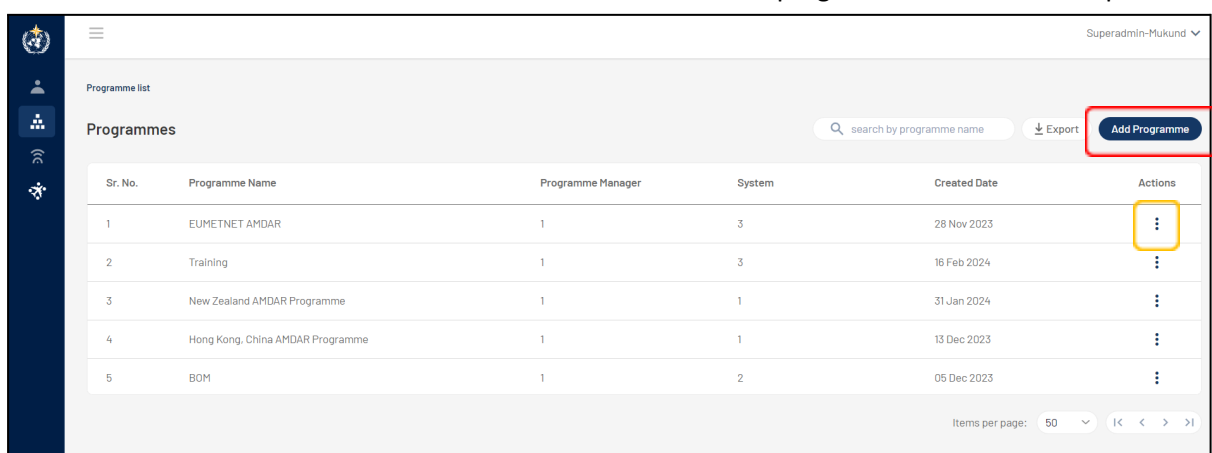 Superadmin-Mukund
Programme list
Programmes
search by programme name
Export
Add Programme
Sr. No. Programme Name Programme Manager System Created Date Actions
1 EUMETNET AMDAR 1 3 28 Nov 2023
2 Training 1 3 16 Feb 2024
3 New Zealand AMDAR Programme 1 1 31 Jan 2024
4 Hong Kong, China AMDAR Programme 1 1 13 Dec 2023
5 BOM 1 2 05 Dec 2023
Items per page: 50